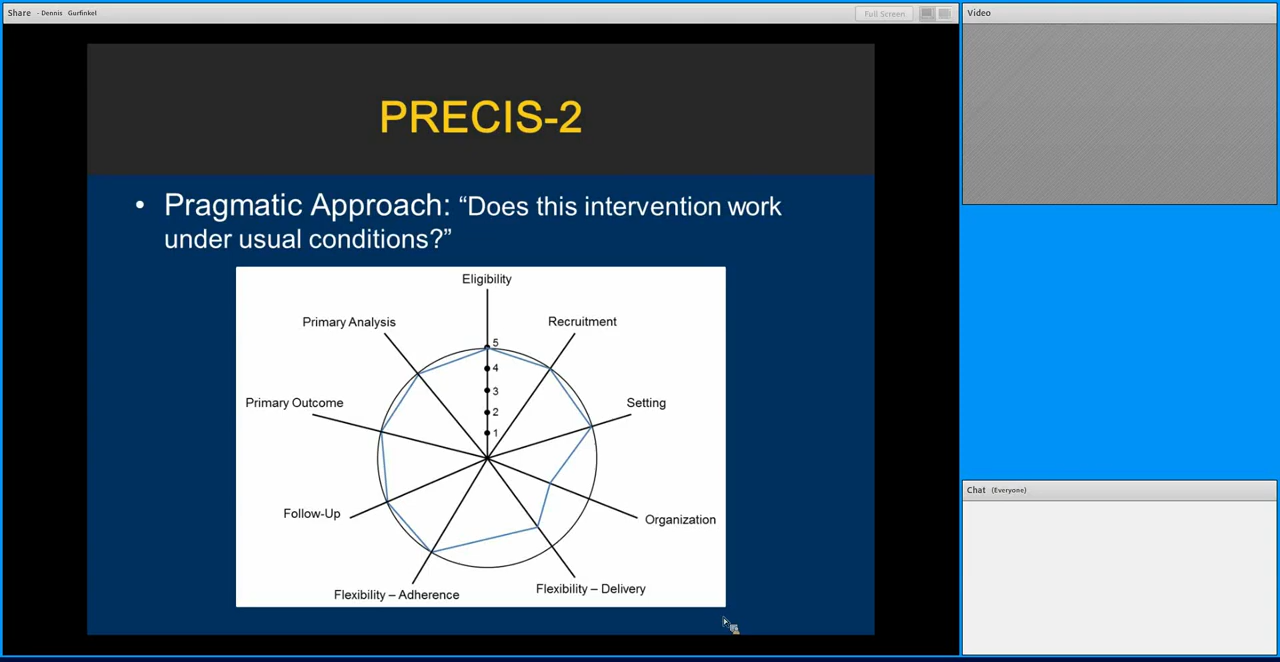 Share - Dennis Gurfinkel
Full Screen
Video
PRECIS-2
• Pragmatic Approach: “Does this intervention work
under usual conditions?”
Eligibility
Primary Analysis
Recruitment
5
4
3
2
1
Primary Outcome
Setting
Follow-Up
Organization
Flexibility – Adherence
Flexibility – Delivery
Chat (Everyone)